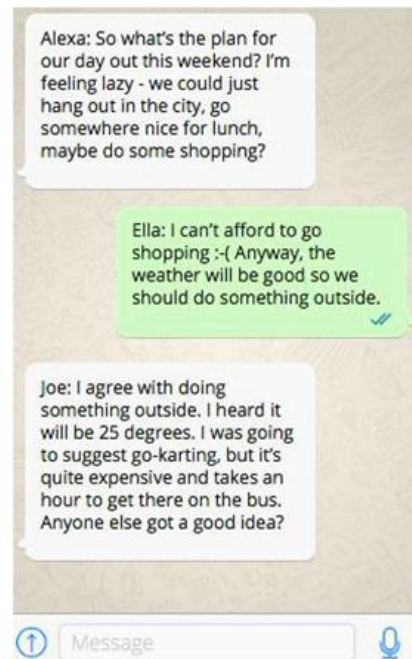 Alexa: So what's the plan for
our day out this weekend? I'm
feeling lazy - we could just
hang out in the city, go
somewhere nice for lunch,
maybe do some shopping?
Ella: I can't afford to go
shopping :-( Anyway, the
weather will be good so we
should do something outside.
Joe: I agree with doing
something outside. I heard it
will be 25 degrees. I was going
to suggest go-karting, but it's
quite expensive and takes an
hour to get there on the bus.
Anyone else got a good idea?
Message